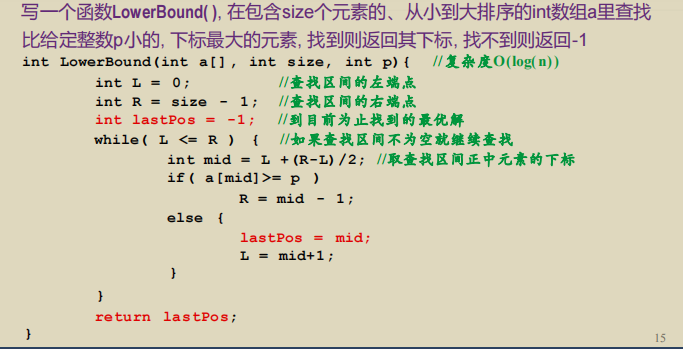 写一个函数LowerBound( ), 在包含size个元素的、从小到大排序的int数组a里查找
比给定整数p小的, 下标最大的元素, 找到则返回其下标, 找不到则返回-1
int LowerBound(int a[], int size, int p){ //复杂度O(log(n))
int L = 0; //查找区间的左端点
int R = size - 1; //查找区间的右端点
int lastPos = -1; //到目前为止找到的最优解
while( L <= R ) { //如果查找区间不为空就继续查找
int mid = L +(R-L)/2; //取查找区间正中元素的下标
if( a[mid]>= p )
R = mid - 1;
else {
lastPos = mid;
L = mid+1;
}
}
return lastPos;
}
15